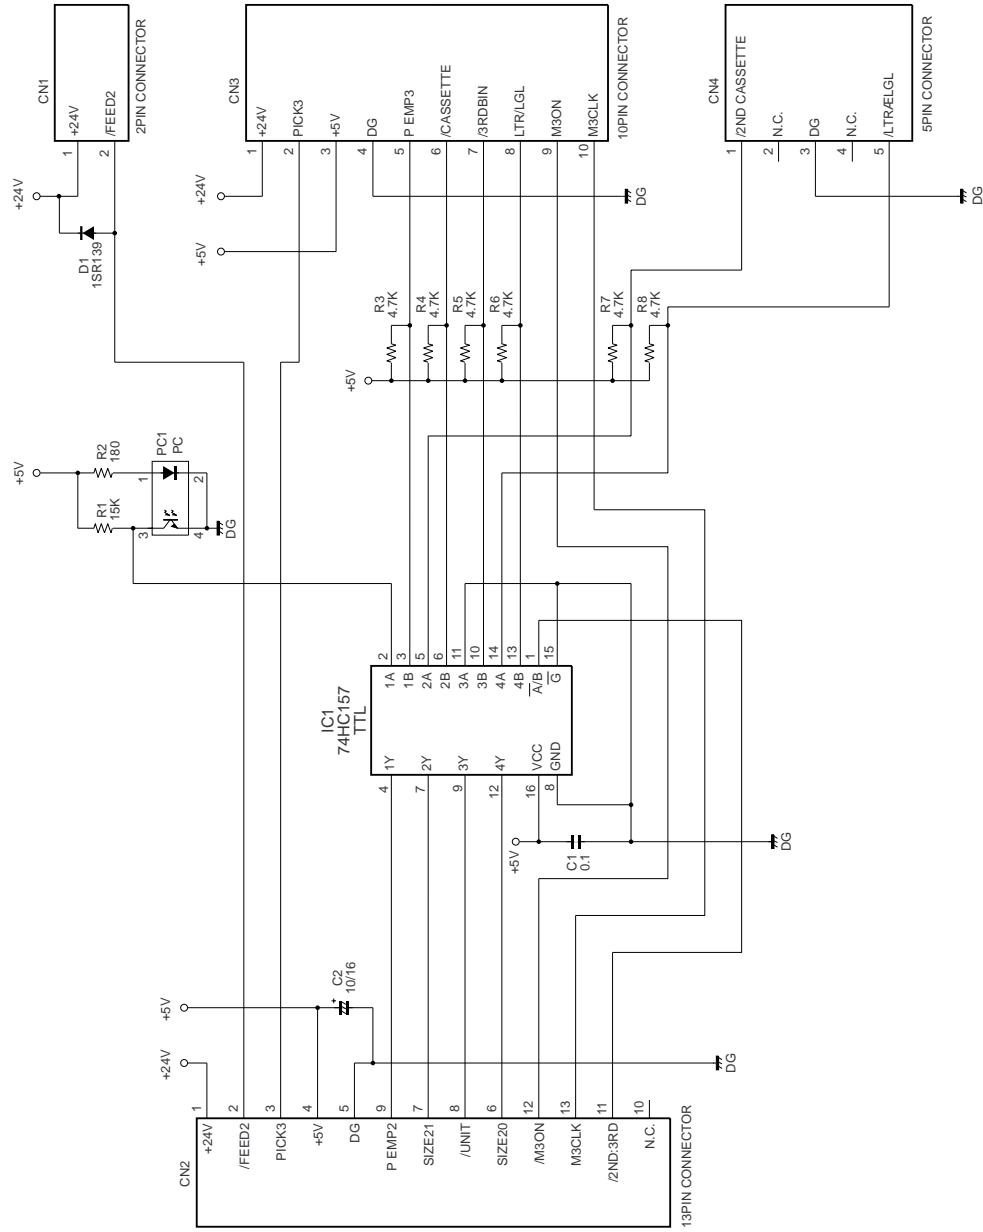 CN1
+24V
/FEED2
2PIN CONNECTOR
1
2
+24V
D1
1SR139
CN3
+24V
PICK3
+5V
DG
P EMP3
/CASSETTE
/3RDBIN
LTR/LGL
M3ON
M3CLK
10PIN CONNECTOR
1
2
3
4
5
6
7
8
9
10
+24V
+5V
DG
CN4
/2ND CASSETTE
N.C.
DG
N.C.
/LTRÆLGL
5PIN CONNECTOR
1
2
3
4
5
DG
R3
4.7K
R4
4.7K
R5
4.7K
R6
4.7K
R7
4.7K
R8
4.7K
+5V
+5V
R2
180
R1
15K
PC1
PC
1
2
3
4
DG
IC1
74HC157
TTL
2
3
5
6
11
10
14
13
1
15
1A
1B
2A
2B
3A
3B
4A
4B
A/B
G
1Y
2Y
3Y
4Y
VCC
GND
4
7
9
12
16
8
+5V
C1
0.1
DG
+5V
+24V
+
C2
10/16
DG
1
2
3
4
5
9
7
8
6
12
13
11
10
CN2
+24V
/FEED2
PICK3
+5V
DG
P EMP2
SIZE21
/UNIT
SIZE20
/M3ON
M3CLK
/2ND:3RD
N.C.
13PIN CONNECTOR